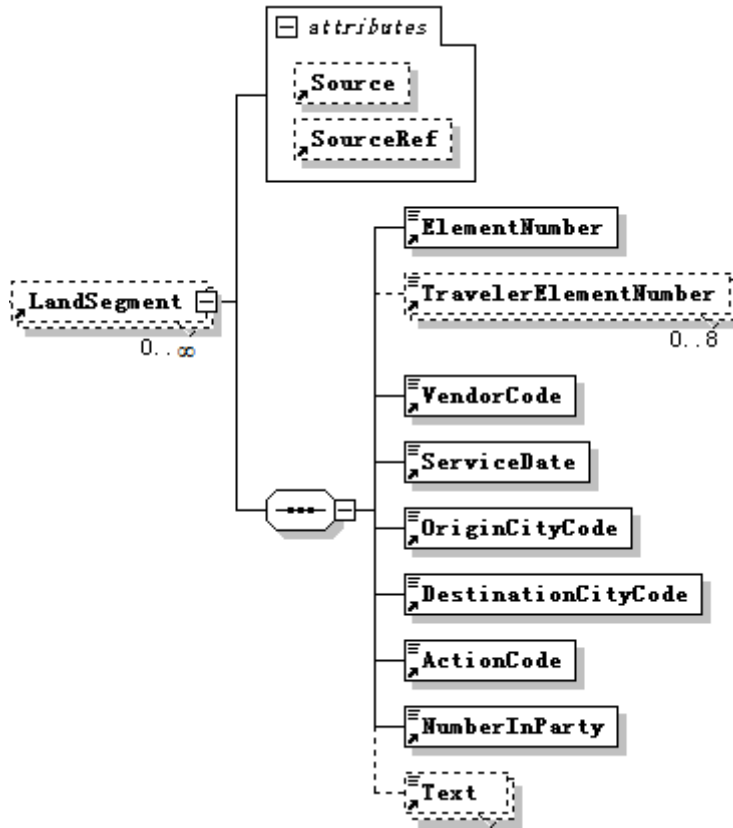 attributes
Source
SourceRef
ElementNumber
LandSegment
TravelerElementNumber
0..∞
0..8
VendorCode
ServiceDate
OriginCityCode
DestinationCityCode
ActionCode
NumberInParty
Text